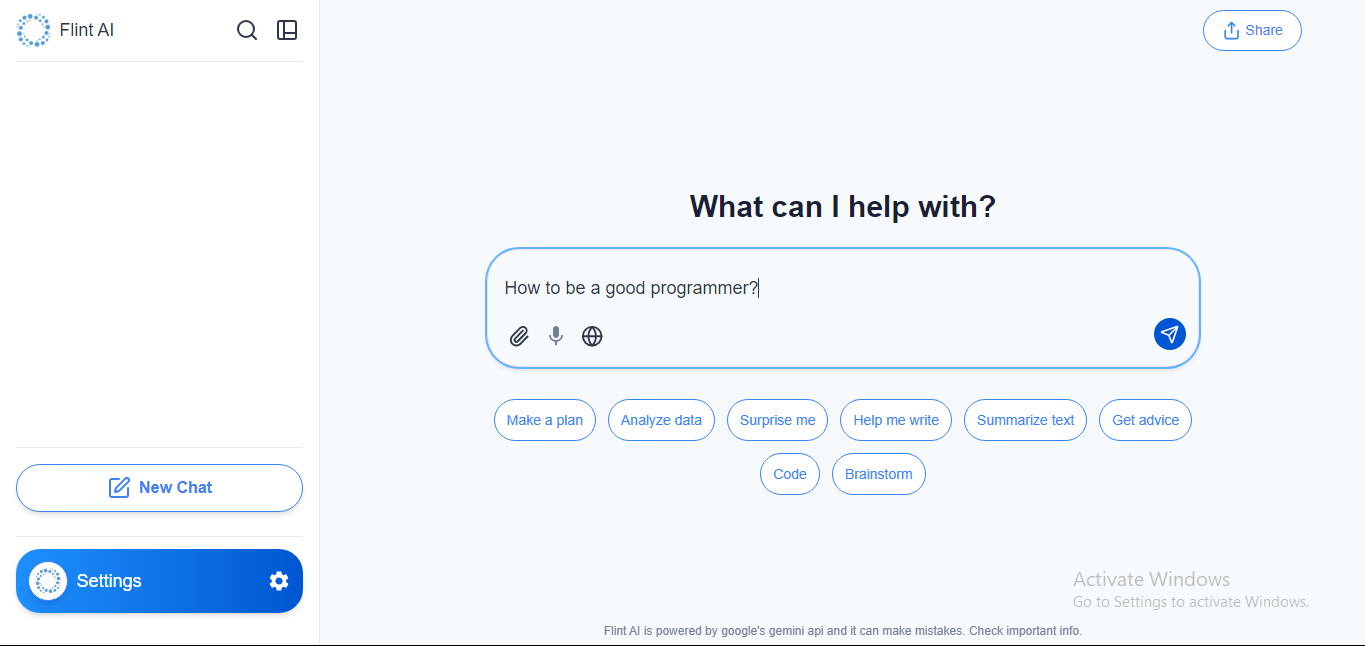 Flint AI
Share
What can I help with?
How to be a good programmer?
Make a plan
Analyze data
Surprise me
Help me write
Summarize text
Get advice
Code
Brainstorm
New Chat
Settings
Activate Windows
Go to Settings to activate Windows.
Flint AI is powered by google's gemini api and it can make mistakes. Check important info.